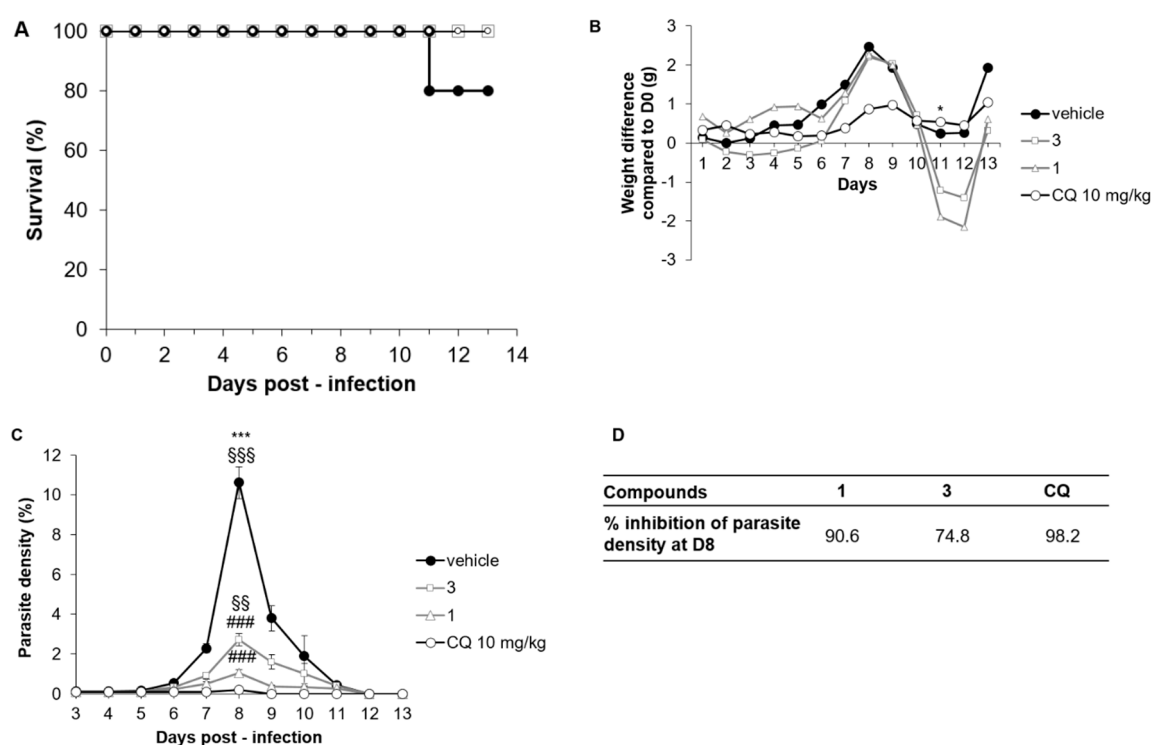 A
100
80
60
40
20
0
Survival (%)
0 2 4 6 8 10 12 14
Days post - infection
B
3
2
1
0
-1
-2
-3
Weight difference
compared to D0 (g)
*
1 2 3 4 5 6 7 8 9 10 11 12 13
Days
vehicle
3
1
CQ 10 mg/kg
C
12
10
8
6
4
2
0
Parasite density (%)
***
§§§
§§
###
###
3 4 5 6 7 8 9 10 11 12 13
Days post - infection
vehicle
3
1
CQ 10 mg/kg
D
Compounds 1 3 CQ
% inhibition of parasite
density at D8 90.6 74.8 98.2